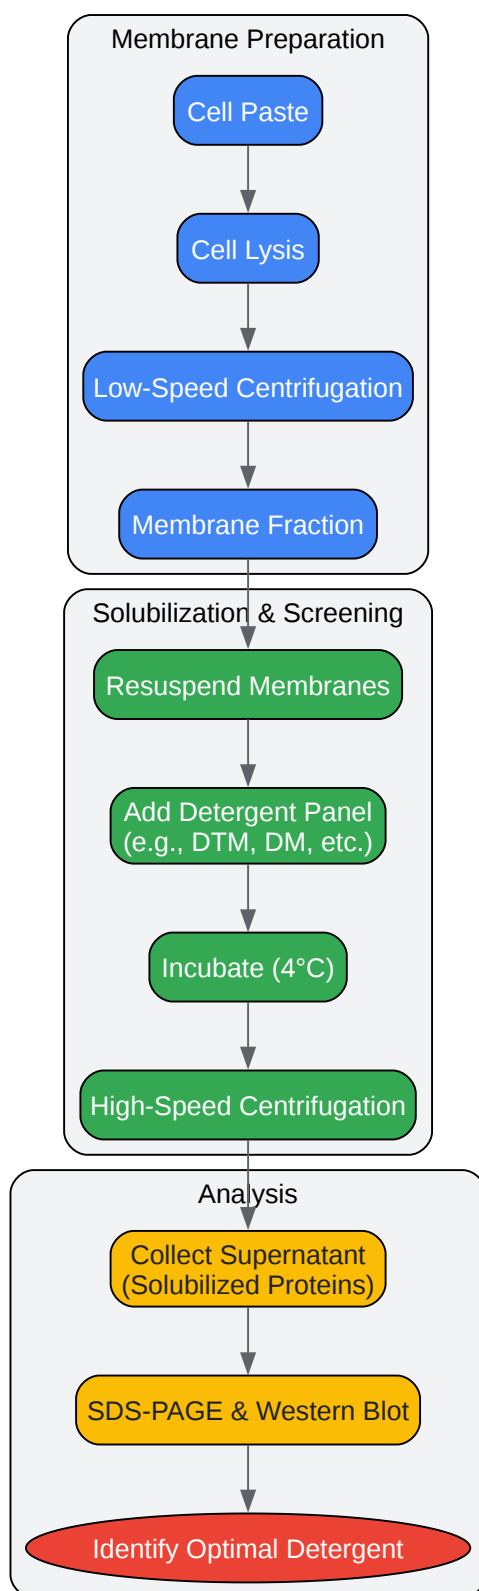 Membrane Preparation
Cell Paste
Cell Lysis
Low-Speed Centrifugation
Membrane Fraction
Solubilization & Screening
Resuspend Membranes
Add Detergent Panel
(e.g., DTM, DM, etc.)
Incubate (4°C)
High-Speed Centrifugation
Analysis
Collect Supernatant
(Solubilized Proteins)
SDS-PAGE & Western Blot
Identify Optimal Detergent